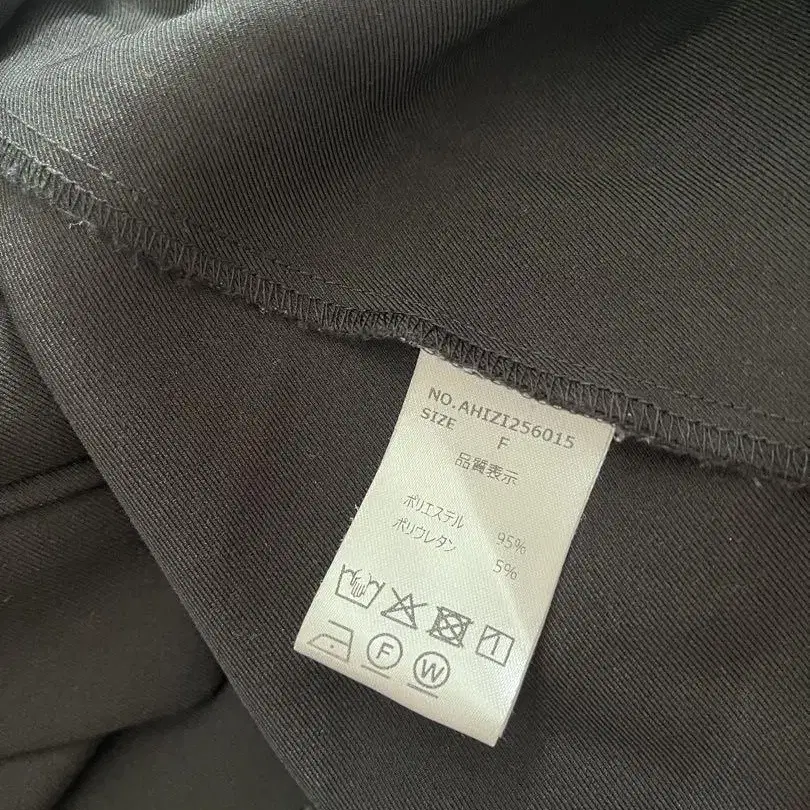 NO.AHIZI256015
SIZE F
品質表示
ポリエステル 95%
ポリウレタン 5%
F W